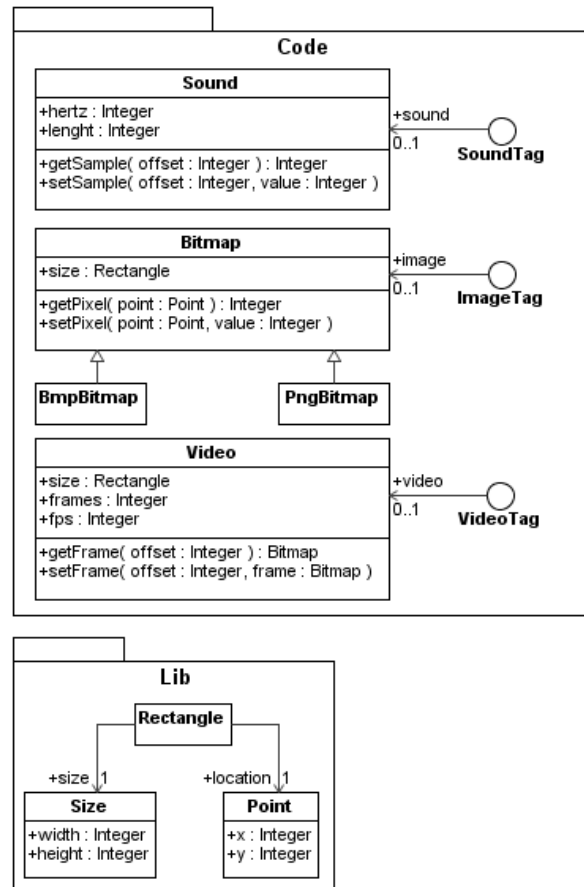 Code
Sound
+hertz : Integer
+lenght : Integer
+getSample( offset : Integer ) : Integer
+setSample( offset : Integer, value : Integer )
+sound
0..1
SoundTag
Bitmap
+size : Rectangle
+getPixel( point : Point ) : Integer
+setPixel( point : Point, value : Integer )
+image
0..1
ImageTag
BmpBitmap
PngBitmap
Video
+size : Rectangle
+frames : Integer
+fps : Integer
+getFrame( offset : Integer ) : Bitmap
+setFrame( offset : Integer, frame : Bitmap )
+video
0..1
VideoTag
Lib
Rectangle
+size 1
+location 1
Size
+width : Integer
+height : Integer
Point
+x : Integer
+y : Integer